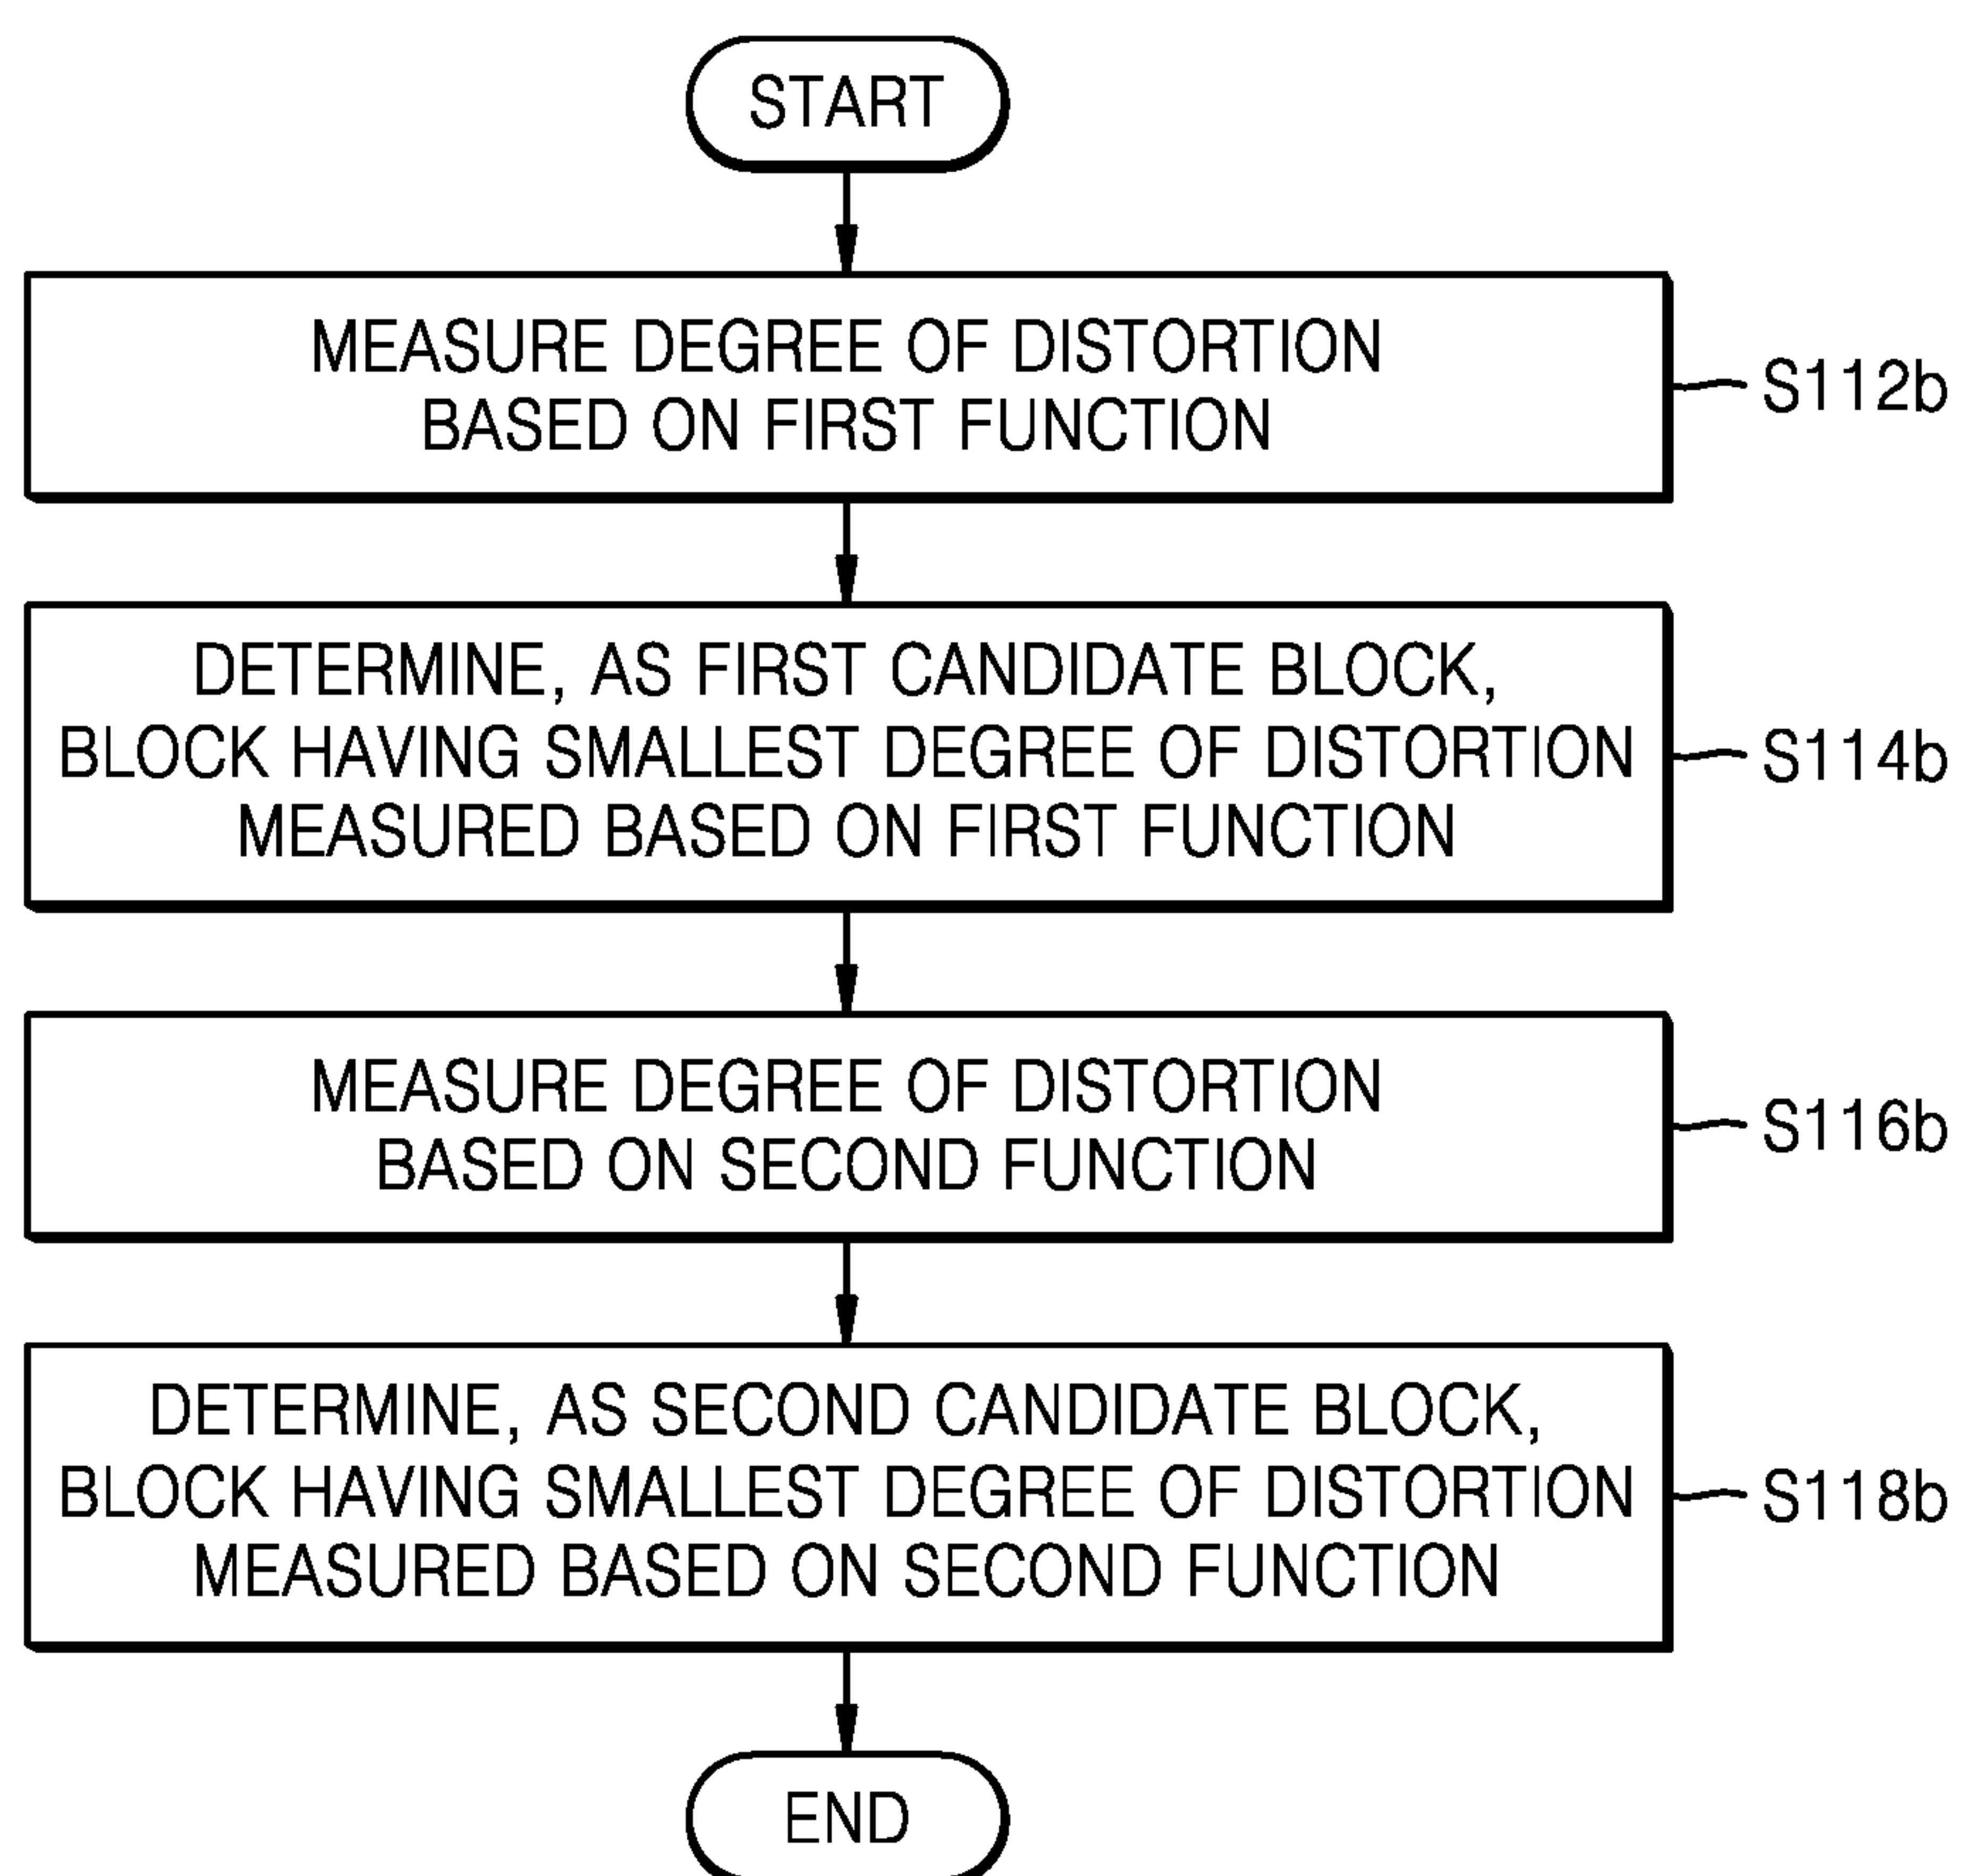 START
MEASURE DEGREE OF DISTORTION
BASED ON FIRST FUNCTION
S112b
DETERMINE, AS FIRST CANDIDATE BLOCK,
BLOCK HAVING SMALLEST DEGREE OF DISTORTION
MEASURED BASED ON FIRST FUNCTION
S114b
MEASURE DEGREE OF DISTORTION
BASED ON SECOND FUNCTION
S116b
DETERMINE, AS SECOND CANDIDATE BLOCK,
BLOCK HAVING SMALLEST DEGREE OF DISTORTION
MEASURED BASED ON SECOND FUNCTION
S118b
END